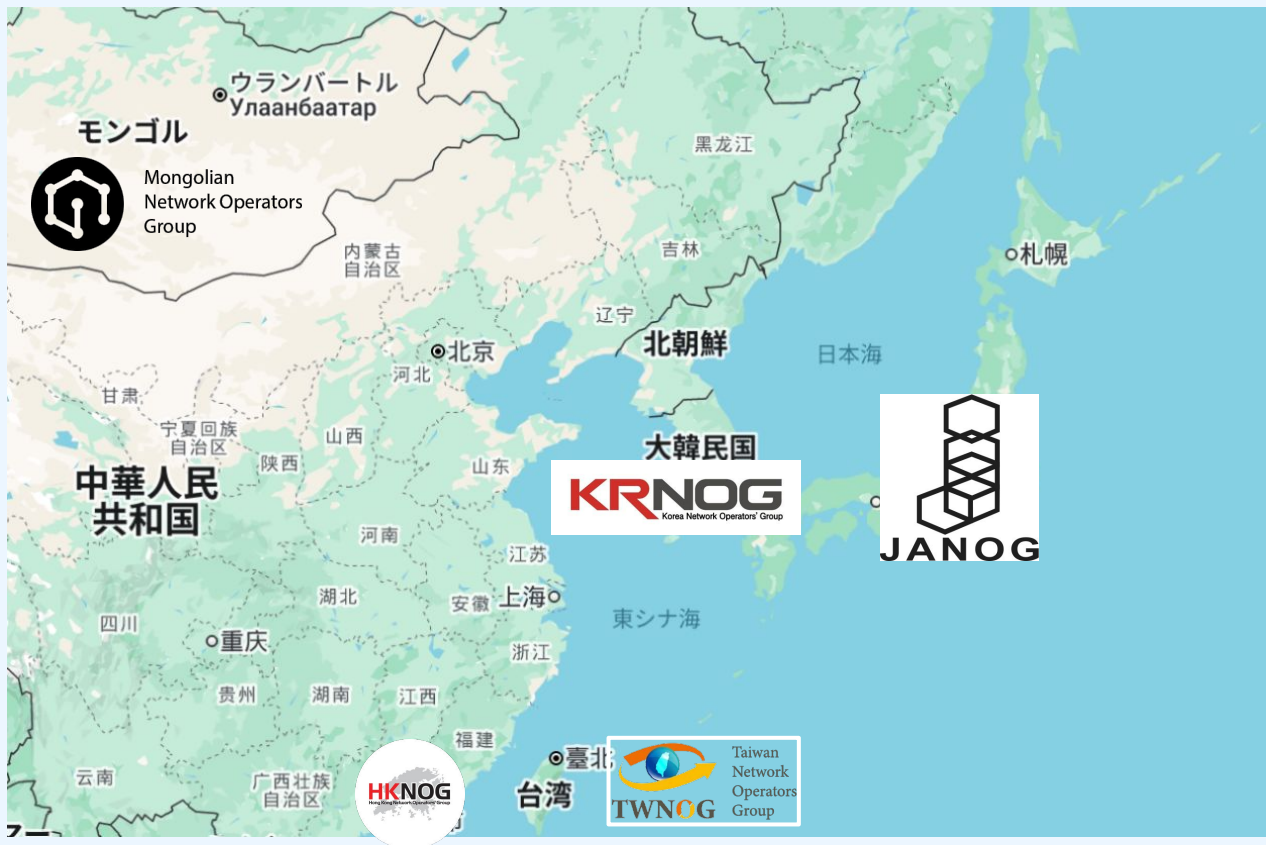 ウランバートル
Улаанбаатар
モンゴル
Mongolian
Network Operators
Group
黑龙江
内蒙古
自治区
吉林
札幌
辽宁
北朝鮮
北京
河北
日本海
甘肃
宁夏回族
自治区
山西
陕西
山东
大韓民国
中華人民
共和国
KRNOG
Korea Network Operators' Group
JANOG
河南
江苏
湖北
安徽
上海
四川
東シナ海
重庆
浙江
贵州
湖南
江西
福建
臺北
云南
广西壮族
自治区
HKNOG
Hong Kong Network Operators' Group
台湾
TWNOG
Taiwan
Network
Operators
Group